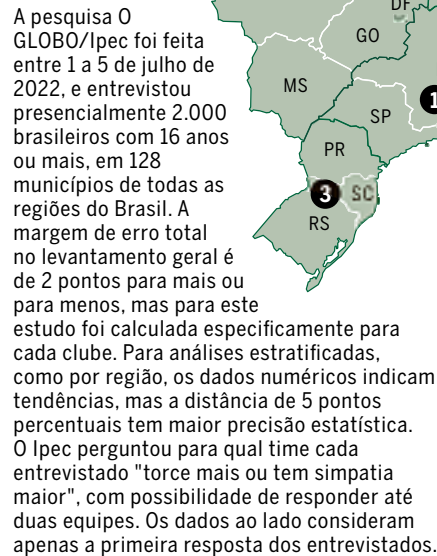 A pesquisa O
GLOBO/Ipec foi feita
entre 1 a 5 de julho de
2022, e entrevistou
presencialmente 2.000
brasileiros com 16 anos
ou mais, em 128
municípios de todas as
regiões do Brasil. A
margem de erro total
no levantamento geral é
de 2 pontos para mais ou
para menos, mas para este
estudo foi calculada especificamente para
cada clube. Para análises estratificadas,
como por região, os dados numéricos indicam
tendências, mas a distância de 5 pontos
percentuais tem maior precisão estatística.
O Ipec perguntou para qual time cada
entrevistado "torce mais ou tem simpatia
maior", com possibilidade de responder até
duas equipes. Os dados ao lado consideram
apenas a primeira resposta dos entrevistados.
DF
GO
MS
1
SP
PR
3 SC
RS